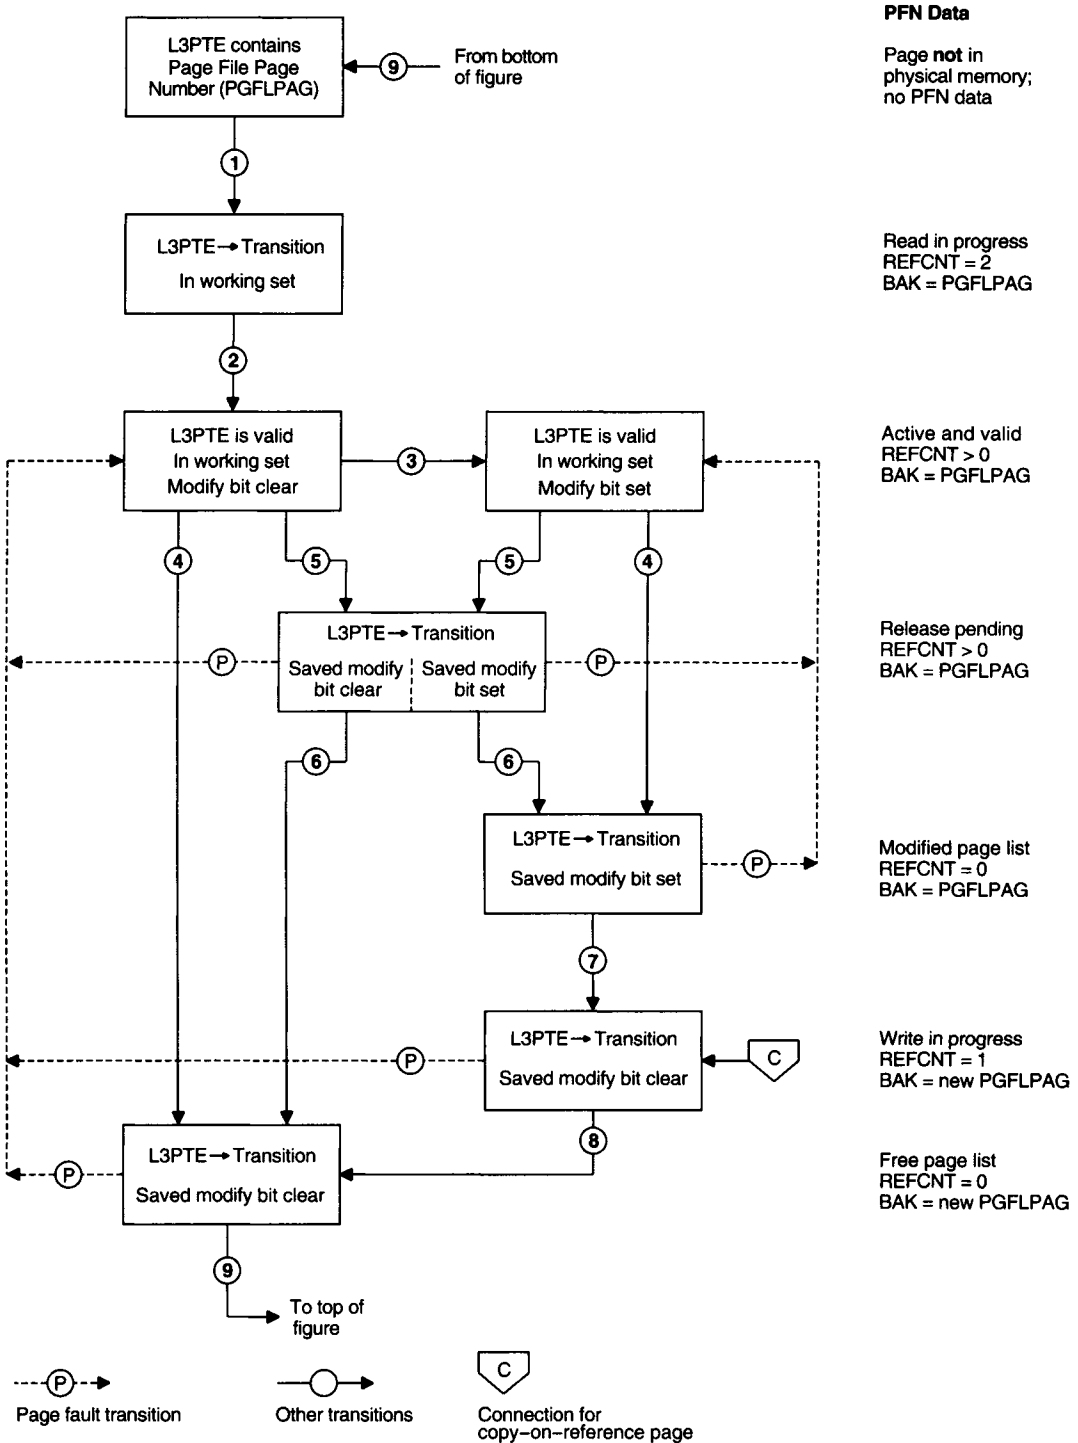 PFN Data
L3PTE contains
Page File Page
Number (PGFLPAG)
9
From bottom
of figure
Page not in
physical memory;
no PFN data
1
L3PTE → Transition
In working set
Read in progress
REFCNT = 2
BAK = PGFLPAG
2
L3PTE is valid
In working set
Modify bit clear
3
L3PTE is valid
In working set
Modify bit set
Active and valid
REFCNT > 0
BAK = PGFLPAG
4
5
5
4
L3PTE → Transition
Saved modify
bit clear
Saved modify
bit set
P
P
Release pending
REFCNT > 0
BAK = PGFLPAG
6
6
L3PTE → Transition
Saved modify bit set
P
Modified page list
REFCNT = 0
BAK = PGFLPAG
7
L3PTE → Transition
Saved modify bit clear
P
C
Write in progress
REFCNT = 1
BAK = new PGFLPAG
8
L3PTE → Transition
Saved modify bit clear
P
Free page list
REFCNT = 0
BAK = new PGFLPAG
9
To top of
figure
P
Page fault transition
Other transitions
C
Connection for
copy-on-reference page